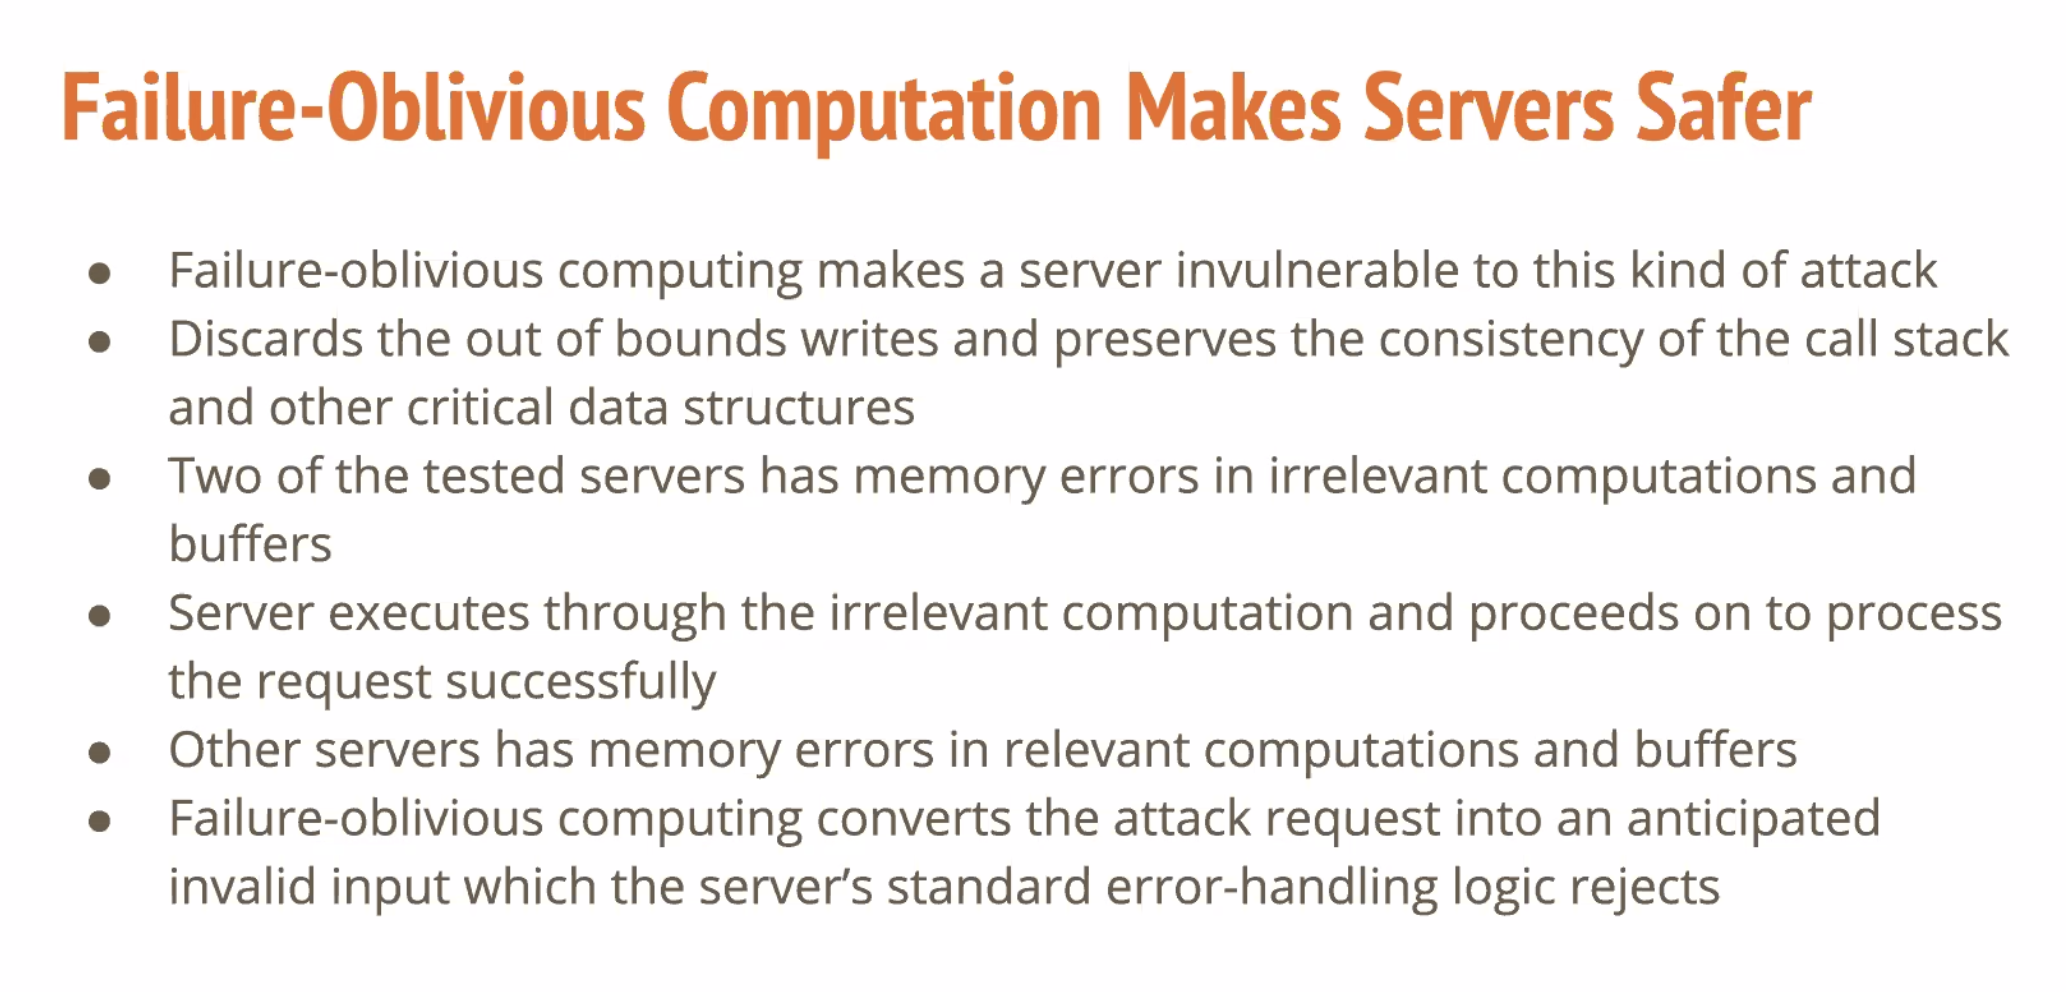 Failure-Oblivious Computation Makes Servers Safer
● Failure-oblivious computing makes a server invulnerable to this kind of attack
● Discards the out of bounds writes and preserves the consistency of the call stack
and other critical data structures
● Two of the tested servers has memory errors in irrelevant computations and
buffers
● Server executes through the irrelevant computation and proceeds on to process
the request successfully
● Other servers has memory errors in relevant computations and buffers
● Failure-oblivious computing converts the attack request into an anticipated
invalid input which the server’s standard error-handling logic rejects